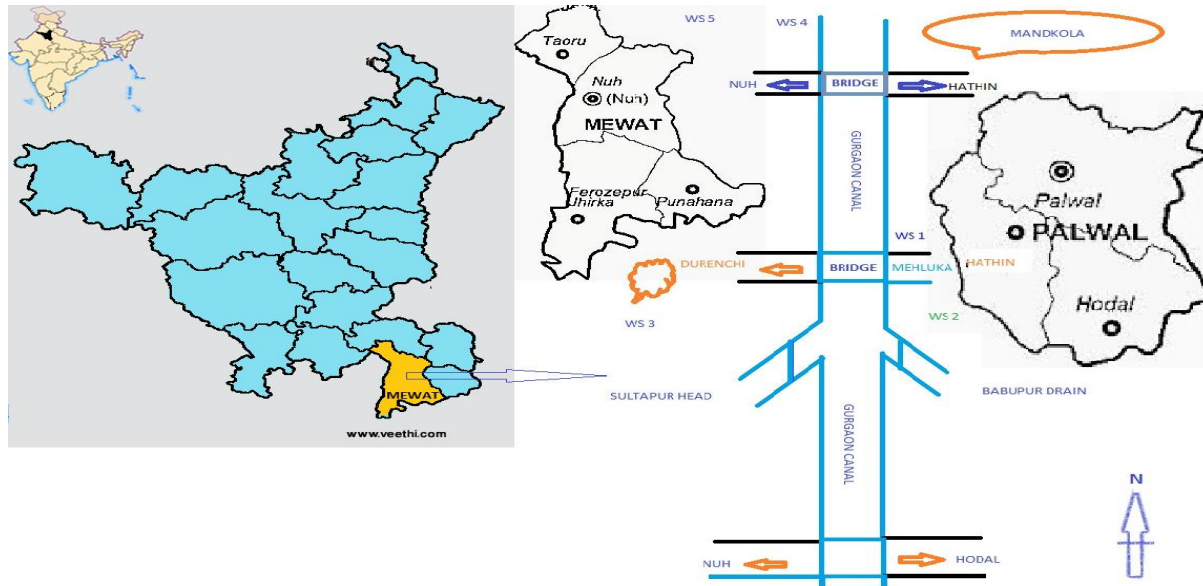 MEWAT
www.veethi.com
WS 5
WS 4
MANDKOLA
Taoru
Nuh
(Nuh)
MEWAT
Ferozepur
Jhirka
Punahana
NUH
BRIDGE
HATHIN
GURGAON CANAL
WS 1
DURENCHI
BRIDGE
MEHLUKA
HATHIN
Palwal
PALWAL
Hodal
WS 3
WS 2
SULTAPUR HEAD
BABUPUR DRAIN
GURGAON CANAL
N
NUH
HODAL